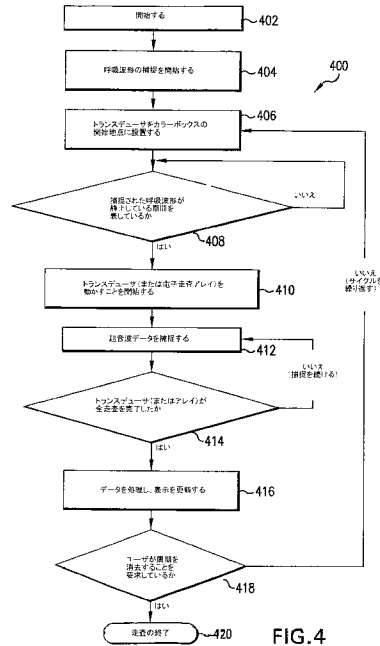 開始する
402
呼吸波形の捕捉を開始する
404
400
トランスデューサをカラーボックスの
開始地点に設置する
406
捕捉された呼吸波形が
静止している期間を
表しているか
408
いいえ
はい
トランスデューサ(または電子走査アレイ)を
動かすことを開始する
410
いいえ
(サイクルを
繰り返す)
超音波データを捕捉する
412
いいえ
(捕捉を続ける)
トランスデューサ(またはアレイ)が
全走査を完了したか
414
はい
データを処理し、表示を更新する
416
ユーザが周期を
消去することを
要求しているか
418
はい
走査の終了
420
FIG.4